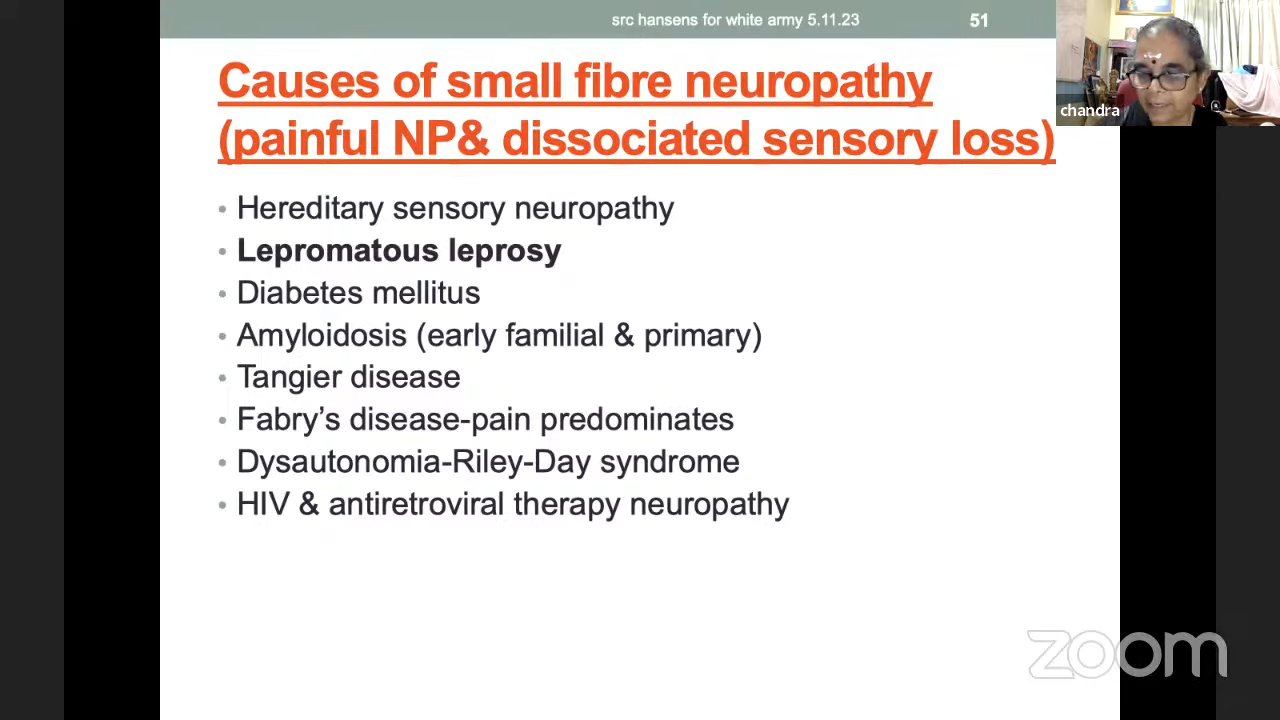 src hansens for white army 5.11.23
51
Causes of small fibre neuropathy
(painful NP& dissociated sensory loss)
• Hereditary sensory neuropathy
• Lepromatous leprosy
• Diabetes mellitus
• Amyloidosis (early familial & primary)
• Tangier disease
• Fabry’s disease-pain predominates
• Dysautonomia-Riley-Day syndrome
• HIV & antiretroviral therapy neuropathy
chandra
zoom